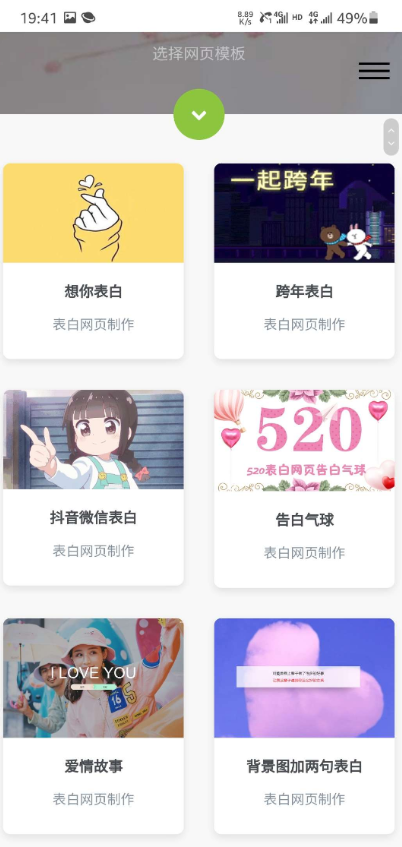 19:41
8.89 K/s
4G HD 4G 49%
选择网页模板
一起跨年
想你表白
跨年表白
表白网页制作
表白网页制作
520
520表白网页告白气球
抖音微信表白
告白气球
表白网页制作
表白网页制作
I LOVE YOU
爱情故事
背景图加两句表白
表白网页制作
表白网页制作